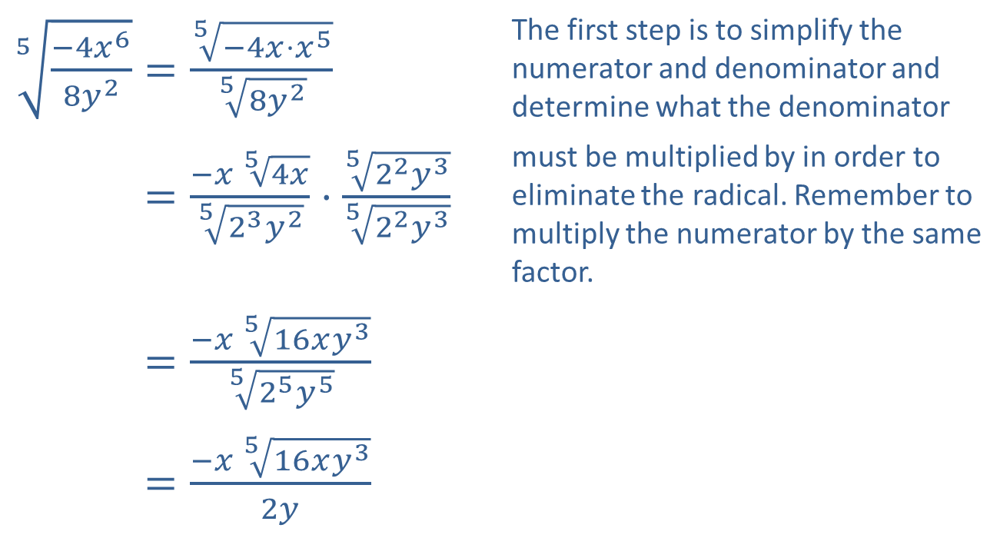 \sqrt[5]{\frac{-4x^6}{8y^2}} = \frac{\sqrt[5]{-4x \cdot x^5}}{\sqrt[5]{8y^2}}
The first step is to simplify the
numerator and denominator and
determine what the denominator
= \frac{-x \sqrt[5]{4x}}{\sqrt[5]{2^3 y^2}} \cdot \frac{\sqrt[5]{2^2 y^3}}{\sqrt[5]{2^2 y^3}}
must be multiplied by in order to
eliminate the radical. Remember to
multiply the numerator by the same
factor.
= \frac{-x \sqrt[5]{16xy^3}}{\sqrt[5]{2^5 y^5}}
= \frac{-x \sqrt[5]{16xy^3}}{2y}